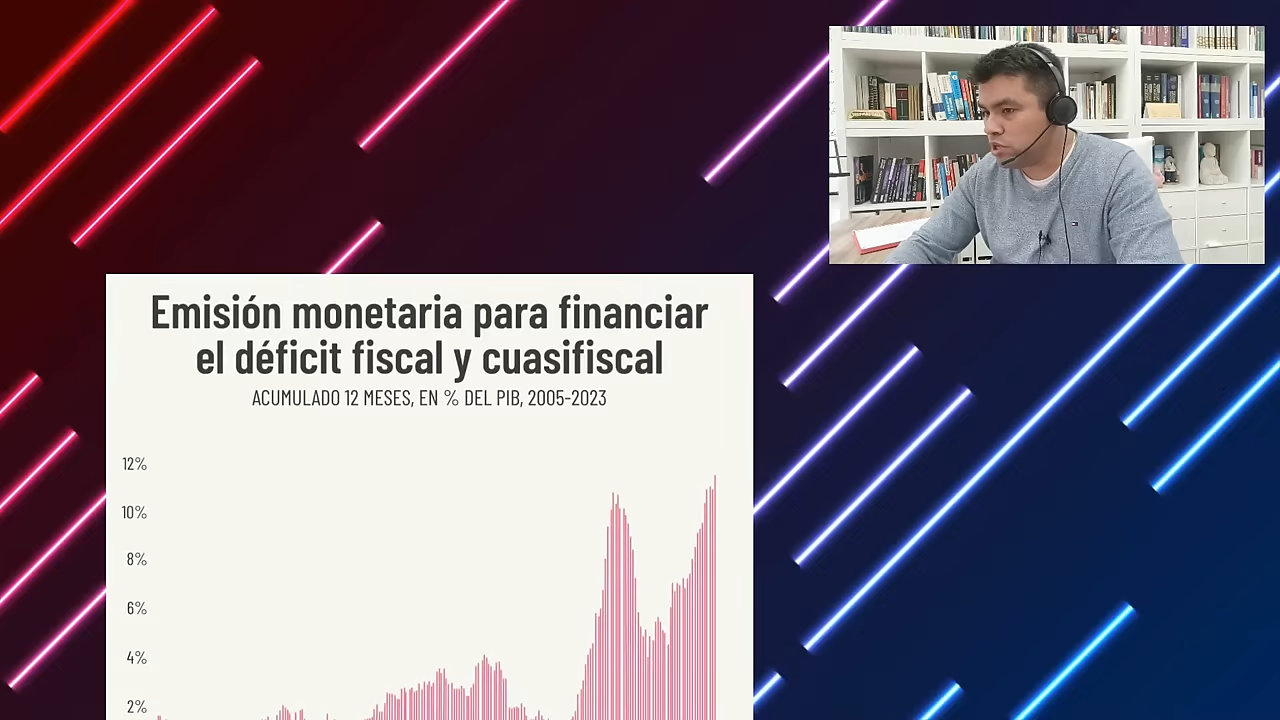 Emisión monetaria para financiar
el déficit fiscal y cuasifiscal
ACUMULADO 12 MESES, EN % DEL PIB, 2005-2023
12%
10%
8%
6%
4%
2%